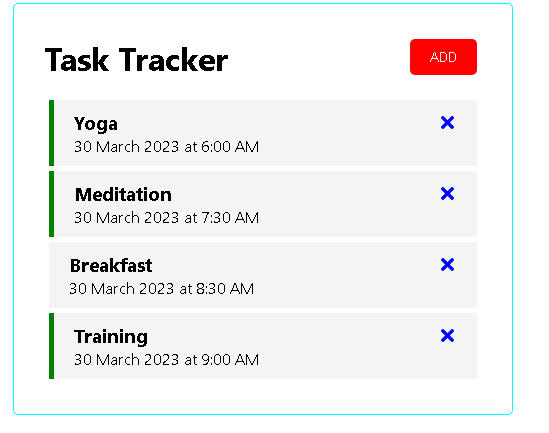 Task Tracker
ADD
Yoga
30 March 2023 at 6:00 AM
Meditation
30 March 2023 at 7:30 AM
Breakfast
30 March 2023 at 8:30 AM
Training
30 March 2023 at 9:00 AM